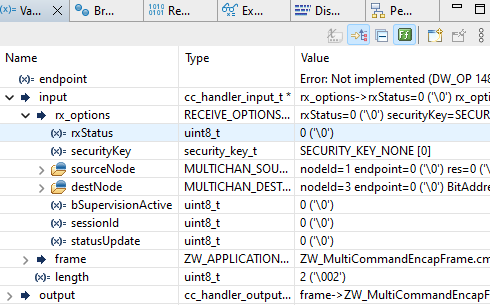 (x)= Va... Br... 1010 0101 Re... Ex... Dis... Pe...
Name Type Value
(x)= endpoint Error: Not implemented (DW_OP 148
input cc_handler_input_t * rx_options->rxStatus=0 ('\0') rx_opti
rx_options RECEIVE_OPTIONS... rxStatus=0 ('\0') securityKey=SECUR
(x)= rxStatus uint8_t 0 ('\0')
(x)= securityKey security_key_t SECURITY_KEY_NONE [0]
sourceNode MULTICHAN_SOU... nodeId=1 endpoint=0 ('\0') res=0 ('
destNode MULTICHAN_DEST... nodeId=3 endpoint=0 ('\0') BitAddre
(x)= bSupervisionActive uint8_t 0 ('\0')
(x)= sessionId uint8_t 0 ('\0')
(x)= statusUpdate uint8_t 0 ('\0')
frame ZW_APPLICATION... ZW_MultiCommandEncapFrame.cm
(x)= length uint8_t 2 ('\002')
output cc_handler_output... frame->ZW_MultiCommandEncapF